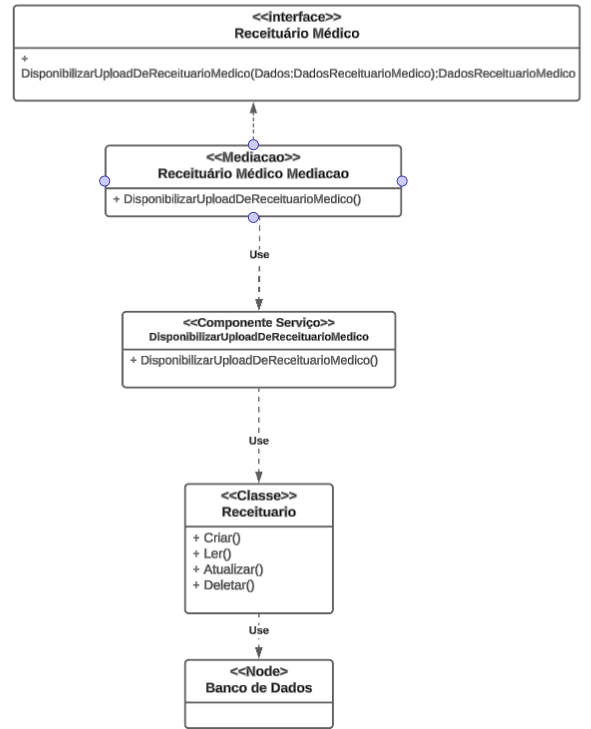 <<interface>>
Receituário Médico
+
DisponibilizarUploadDeReceituarioMedico(Dados:DadosReceituarioMedico):DadosReceituarioMedico
<<Mediacao>>
Receituário Médico Mediacao
+ DisponibilizarUploadDeReceituarioMedico()
Use
<<Componente Serviço>>
DisponibilizarUploadDeReceituarioMedico
+ DisponibilizarUploadDeReceituarioMedico()
Use
<<Classe>>
Receituario
+ Criar()
+ Ler()
+ Atualizar()
+ Deletar()
Use
<<Node>
Banco de Dados